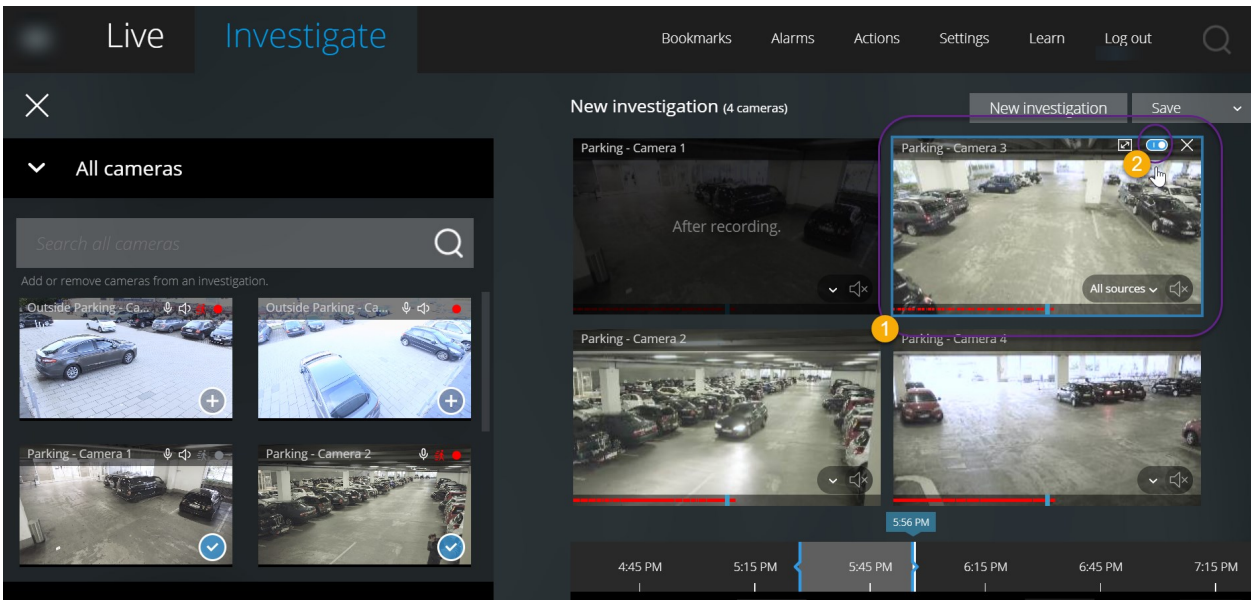 Live
Investigate
Bookmarks
Alarms
Actions
Settings
Learn
Log out
All cameras
Search all cameras
Add or remove cameras from an investigation.
Outside Parking - Ca...
Outside Parking - Ca...
Parking - Camera 1
Parking - Camera 2
New investigation (4 cameras)
New investigation
Save
Parking - Camera 1
After recording.
Parking - Camera 3
2
All sources
1
Parking - Camera 2
Parking - Camera 4
5:56 PM
4:45 PM
5:15 PM
5:45 PM
6:15 PM
6:45 PM
7:15 PM